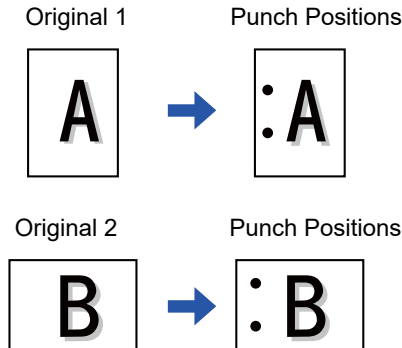 Original 1 Punch Positions
A A
Original 2 Punch Positions
B B